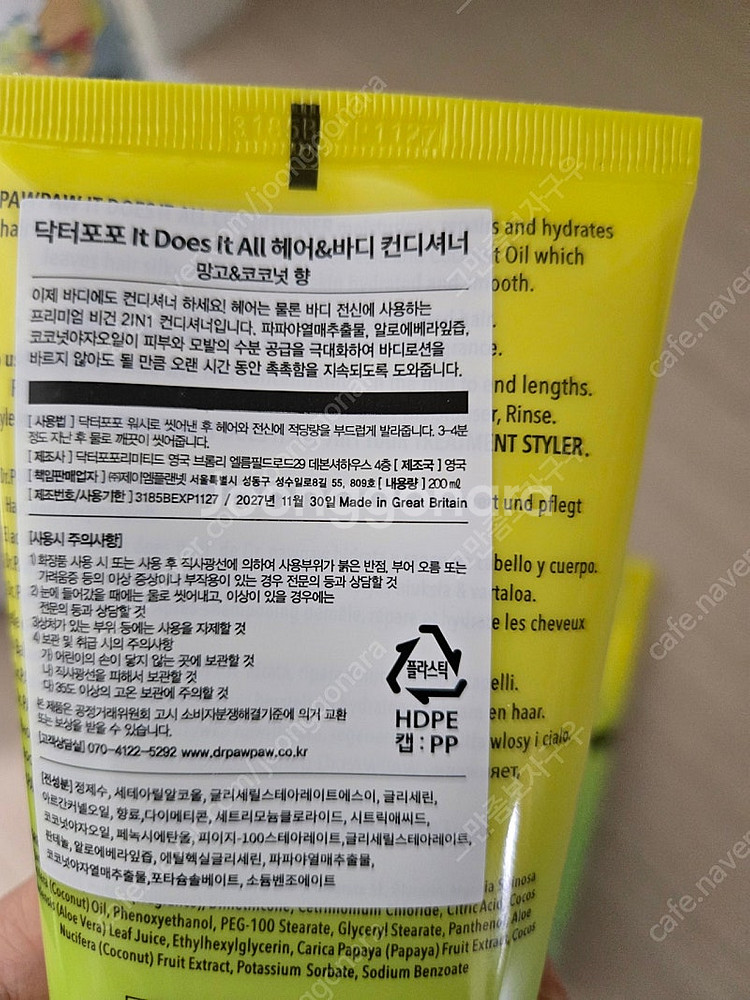 3185B EXP1127
s and hydrates
t Oil which
ooth.
nd lengths.
r, Rinse.
ENT STYLER.
t und pflegt
bello y cuerpo.
e les cheveux
elli.
en haar.
닥터포포 It Does it All 헤어&바디 컨디셔너
망고&코코넛 향
이제 바디에도 컨디셔너 하세요! 헤어는 물론 바디 전신에 사용하는
프리미엄 비건 2IN1 컨디셔너입니다. 파파야열매추출물, 알로에베라잎즙,
코코넛야자오일이 피부와 모발의 수분 공급을 극대화하여 바디로션을
바르지 않아도 될 만큼 오랜 시간 동안 촉촉함을 지속되도록 도와줍니다.
[ 사용법 ] 닥터포포 워시로 씻어낸 후 헤어와 전신에 적당량을 부드럽게 발라줍니다. 3-4분
정도 지난 후 물로 깨끗이 씻어줍니다.
[ 제조사 ] 닥터포포리미티드 영국 브롬리 엘름필드로드29 데본셔하우스 4층 [ 제조국 ] 영국
[ 책임판매업자 ] ㈜제이엠플랜넷 서울특별시 성동구 성수일로8길 55, 809호 [ 내용량 ] 200㎖
[ 제조번호/사용기한 ] 3185BEXP1127 / 2027년 11월 30일 Made in Great Britain
[사용시 주의사항]
1) 화장품 사용 시 또는 사용 후 직사광선에 의하여 사용부위가 붉은 반점, 부어 오름 또는
가려움증 등의 이상 증상이나 부작용이 있는 경우 전문의 등과 상담할 것
2) 눈에 들어갔을 때에는 물로 씻어내고, 이상이 있을 경우에는
전문의 등과 상담할 것
3)상처가 있는 부위 등에는 사용을 자제할 것
4)보관 및 취급 시의 주의사항
가) 어린이의 손이 닿지 않는 곳에 보관할 것
나) 직사광선을 피해서 보관할 것
다) 35도 이상의 고온 보관에 주의할 것
본 제품은 공정거래위원회 고시 소비자분쟁해결기준에 의거 교환
또는 보상을 받을 수 있습니다.
[고객상담실] 070-4122-5292 www.drpawpaw.co.kr
플라스틱
HDPE
캡 : PP
[전성분] 정제수, 세테아릴알코올, 글리세릴스테아레이트에스이, 글리세린,
아르간커넬오일, 향료,다이메티콘, 세트리모늄클로라이드, 시트릭애씨드,
코코넛야자오일, 페녹시에탄올, 피이지-100스테아레이트,글리세릴스테아레이트,
판테놀, 알로에베라잎즙, 에틸헥실글리세린, 파파야열매추출물,
코코넛야자열매추출물,포타슘솔베이트, 소듐벤조에이트
Cetrimonium Chloride, Citric Acid, Cocos
(Coconut) Oil, Phenoxyethanol, PEG-100 Stearate, Glyceryl Stearate, Panthenol, Aloe
(Aloe Vera) Leaf Juice, Ethylhexylglycerin, Carica Papaya (Papaya) Fruit Extract, Cocos
Nucifera (Coconut) Fruit Extract, Potassium Sorbate, Sodium Benzoate